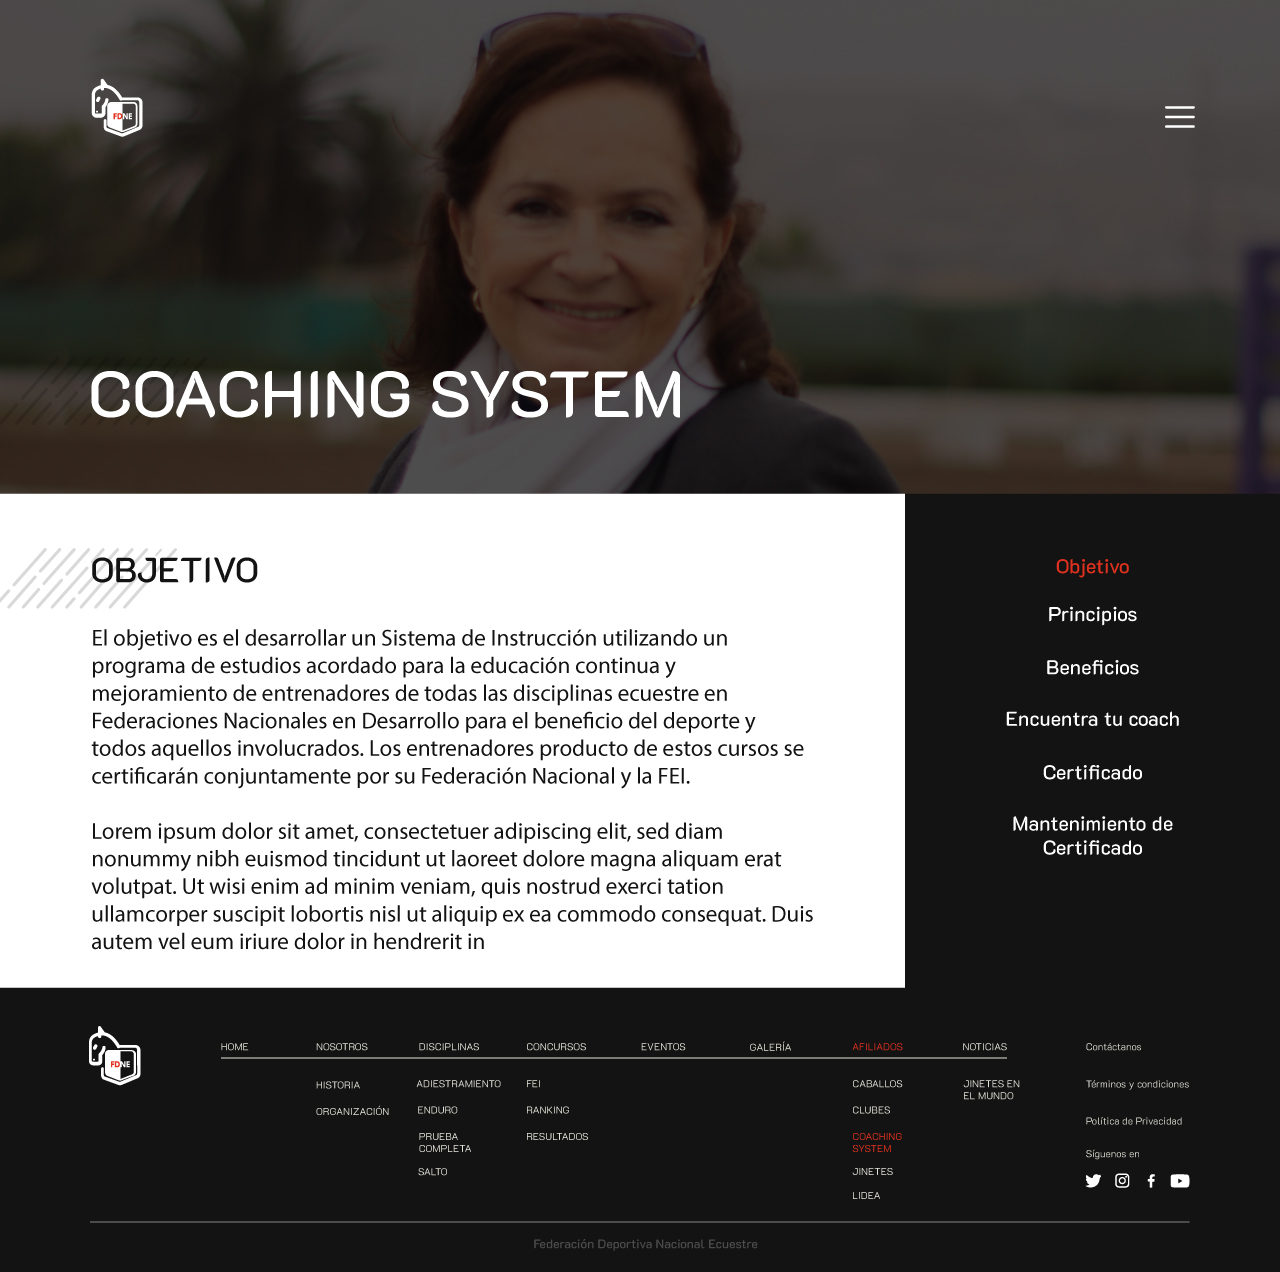 FDNE
COACHING SYSTEM
OBJETIVO
El objetivo es el desarrollar un Sistema de Instrucción utilizando un
programa de estudios acordado para la educación continua y
mejoramiento de entrenadores de todas las disciplinas ecuestre en
Federaciones Nacionales en Desarrollo para el beneficio del deporte y
todos aquellos involucrados. Los entrenadores producto de estos cursos se
certificarán conjuntamente por su Federación Nacional y la FEI.
Lorem ipsum dolor sit amet, consectetuer adipiscing elit, sed diam
nonummy nibh euismod tincidunt ut laoreet dolore magna aliquam erat
volutpat. Ut wisi enim ad minim veniam, quis nostrud exerci tation
ullamcorper suscipit lobortis nisl ut aliquip ex ea commodo consequat. Duis
autem vel eum iriure dolor in hendrerit in
Objetivo
Principios
Beneficios
Encuentra tu coach
Certificado
Mantenimiento de
Certificado
FDNE
HOME
NOSOTROS
HISTORIA
ORGANIZACIÓN
DISCIPLINAS
ADIESTRAMIENTO
ENDURO
PRUEBA
COMPLETA
SALTO
CONCURSOS
FEI
RANKING
RESULTADOS
EVENTOS
GALERÍA
AFILIADOS
CABALLOS
CLUBES
COACHING
SYSTEM
JINETES
LIDEA
NOTICIAS
JINETES EN
EL MUNDO
Contáctanos
Términos y condiciones
Política de Privacidad
Síguenos en
Federación Deportiva Nacional Ecuestre